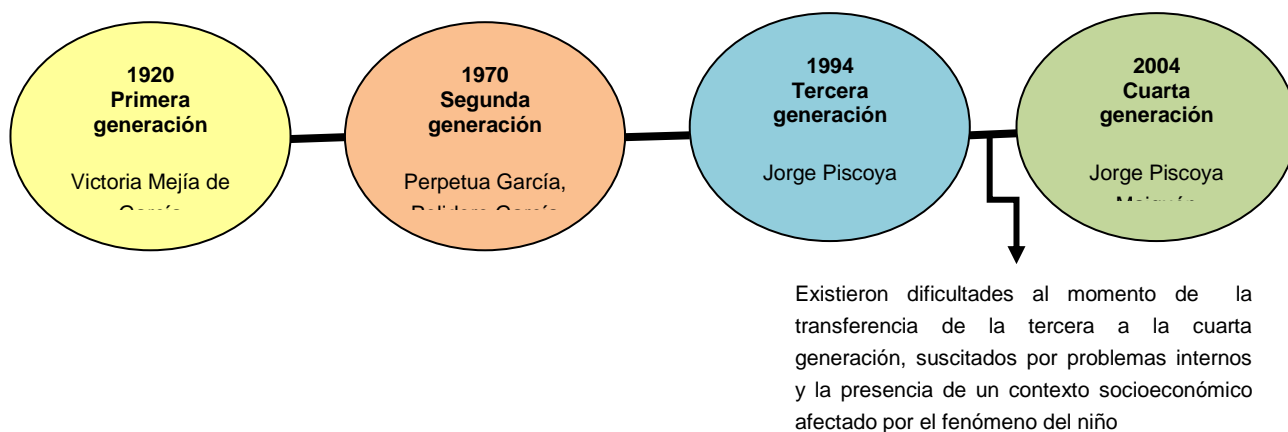 1920
Primera
generación
Victoria Mejía de
García
1970
Segunda
generación
Perpetua García,
García
1994
Tercera
generación
Jorge Piscoya
2004
Cuarta
generación
Jorge Piscoya
Existieron dificultades al momento de la
transferencia de la tercera a la cuarta
generación, suscitados por problemas internos
y la presencia de un contexto socioeconómico
afectado por el fenómeno del niño